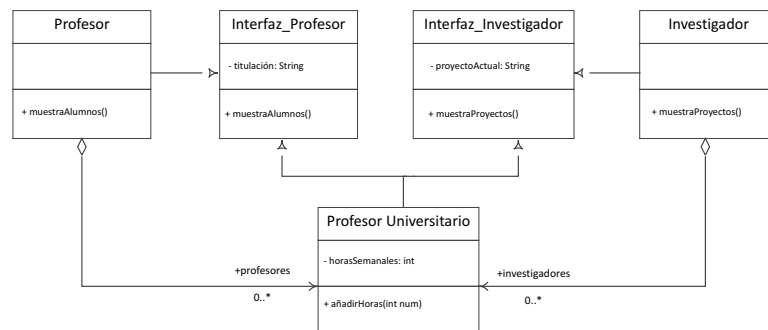 Profesor
+ muestraAlumnos()
Interfaz_Profesor
- titulación: String
+ muestraAlumnos()
Interfaz_Investigador
- proyectoActual: String
+ muestraProyectos()
Investigador
+ muestraProyectos()
Profesor Universitario
- horasSemanales: int
+ añadirHoras(int num)
+profesores
0..*
+investigadores
0..*